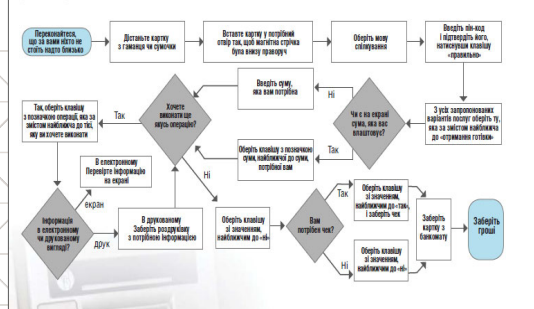 Переконайтеся,
що за вами ніхто не
стоїть надто близько
Дістаньте картку
з гаманця чи сумочки
Вставте картку у потрібний
отвір так, щоб магнітна стрічка
була внизу праворуч
Оберіть мову
спілкування
Введіть пін-код
і підтвердіть його,
натиснувши клавішу
«правильно»
З усіх запропонованих
варіантів послуг оберіть ту,
яка за змістом найближча
до «отримання готівки»
Чи є на екрані
сума, яка вас
влаштовує?
Ні
Введіть суму,
яка вам потрібна
Так
Оберіть клавішу з позначкою
суми, найближчої до суми,
потрібної вам
Хочете
виконати ще
якусь операцію?
Так
Так, оберіть клавішу
з позначкою операції, яка за
змістом найближча до тієї,
яку ви хочете виконати
Інформація
в електронному
чи друкованому
вигляді?
екран
В електронному
Перевірте інформацію
на екрані
друк
В друкованому
Заберіть роздруківку
з потрібною інформацією
Ні
Оберіть клавішу
зі значенням,
найближчим до «ні»
Вам
потрібен чек?
Так
Оберіть клавішу
зі значенням,
найближчим до «так»,
і заберіть чек
Ні
Оберіть клавішу
зі значенням,
найближчим до «ні»
Заберіть
картку з
банкомату
Заберіть
гроші